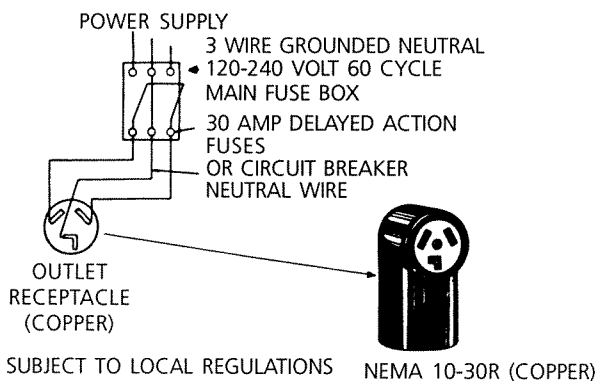 POWER SUPPLY
3 WIRE GROUNDED NEUTRAL
120-240 VOLT 60 CYCLE
MAIN FUSE BOX
30 AMP DELAYED ACTION
FUSES
OR CIRCUIT BREAKER
NEUTRAL WIRE
OUTLET
RECEPTACLE
(COPPER)
SUBJECT TO LOCAL REGULATIONS
NEMA 10-30R (COPPER)